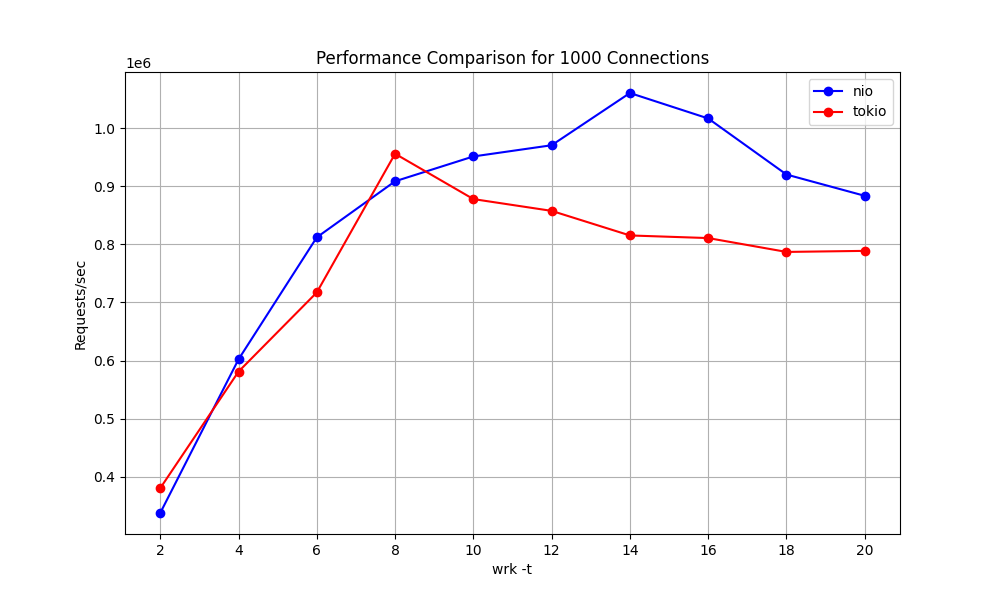 Performance Comparison for 1000 Connections
1e6
nio
tokio
1.0
0.9
0.8
0.7
0.6
0.5
0.4
Requests/sec
2 4 6 8 10 12 14 16 18 20
wrk -t